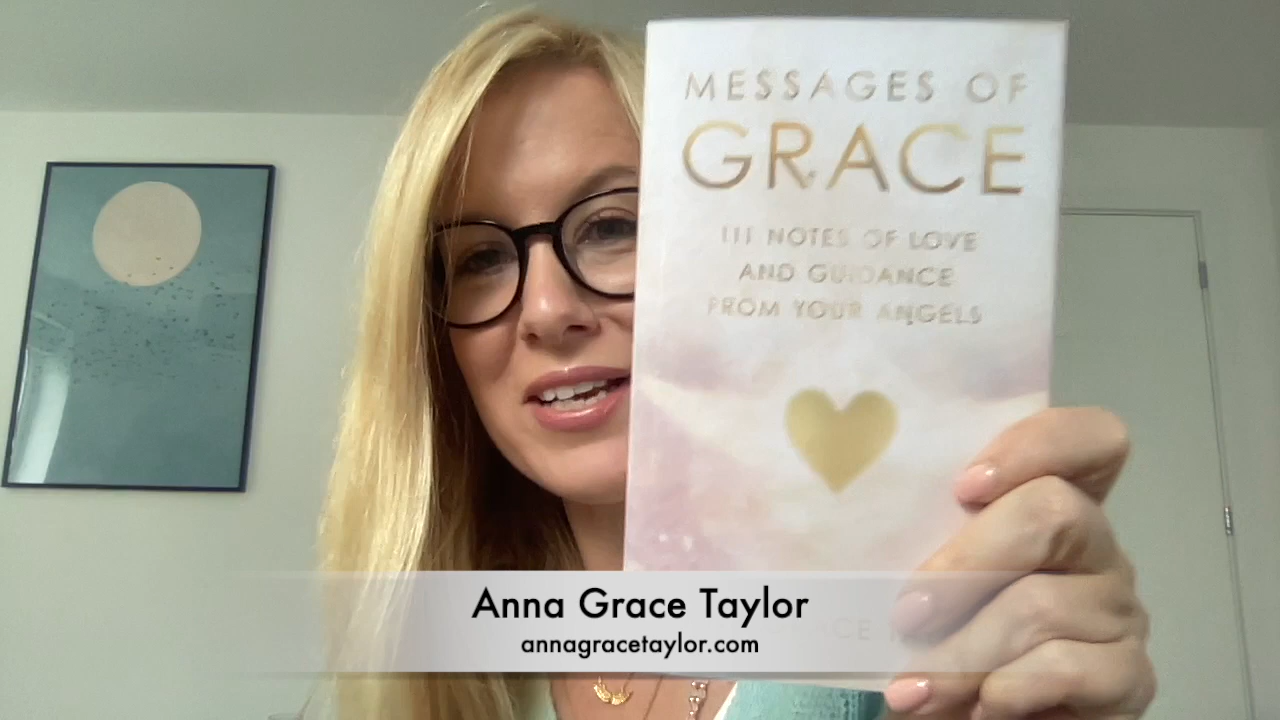 MESSAGES OF
GRACE
111 NOTES OF LOVE
AND GUIDANCE
FROM YOUR ANGELS
Anna Grace Taylor
annagracetaylor.com